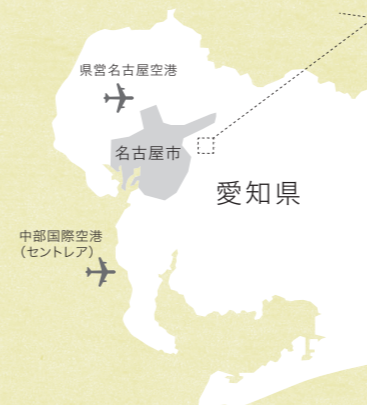 県営名古屋空港
名古屋市
愛知県
中部国際空港
（セントレア）